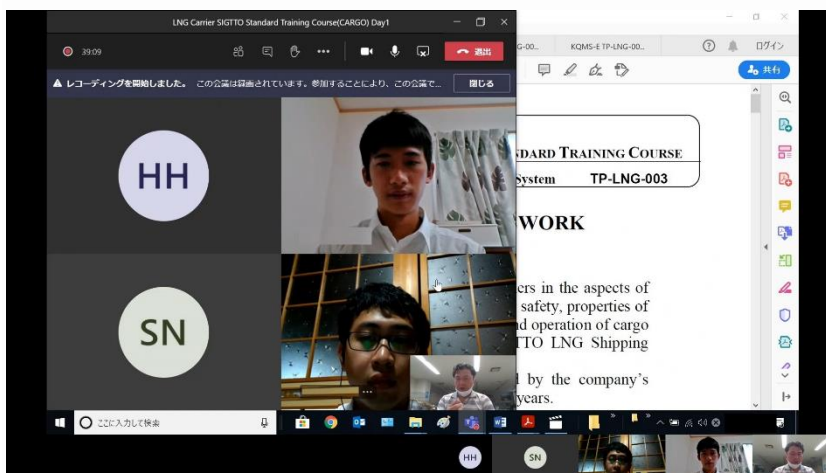 LNG Carrier SIGTTO Standard Training Course(CARGO) Day1
39:09
退出
G-00...
KQMS-E TP-LNG-00...
ログイン
レコーディングを開始しました。 この会議は録画されています。参加することにより、この会議で...
閉じる
共有
HH
NDARD TRAINING COURSE
System TP-LNG-003
WORK
SN
ers in the aspects of
safety, properties of
nd operation of cargo
TTO LNG Shipping
l by the company's
years.
ここに入力して検索
HH
SN